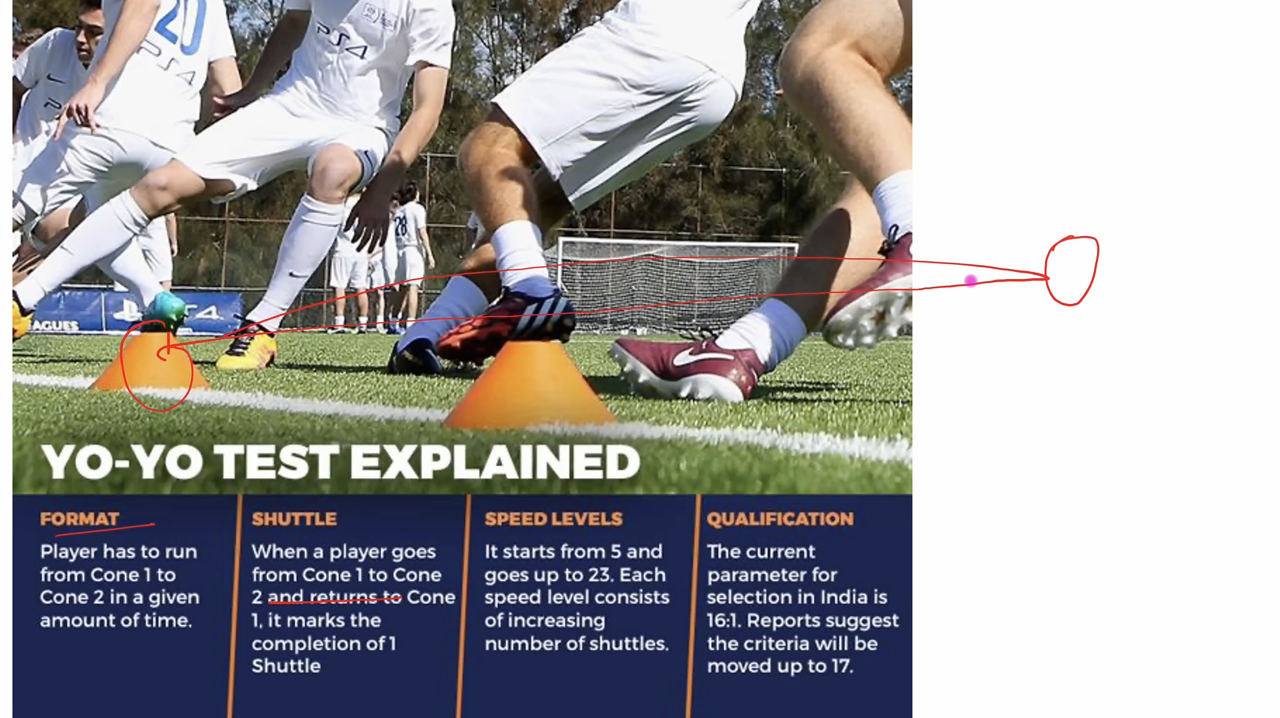 20
PS4
PS4
28
AGUES
4
YO-YO TEST EXPLAINED
FORMAT
Player has to run
from Cone 1 to
Cone 2 in a given
amount of time.
SHUTTLE
When a player goes
from Cone 1 to Cone
2 and returns to Cone
1, it marks the
completion of 1
Shuttle
SPEED LEVELS
It starts from 5 and
goes up to 23. Each
speed level consists
of increasing
number of shuttles.
QUALIFICATION
The current
parameter for
selection in India is
16:1. Reports suggest
the criteria will be
moved up to 17.